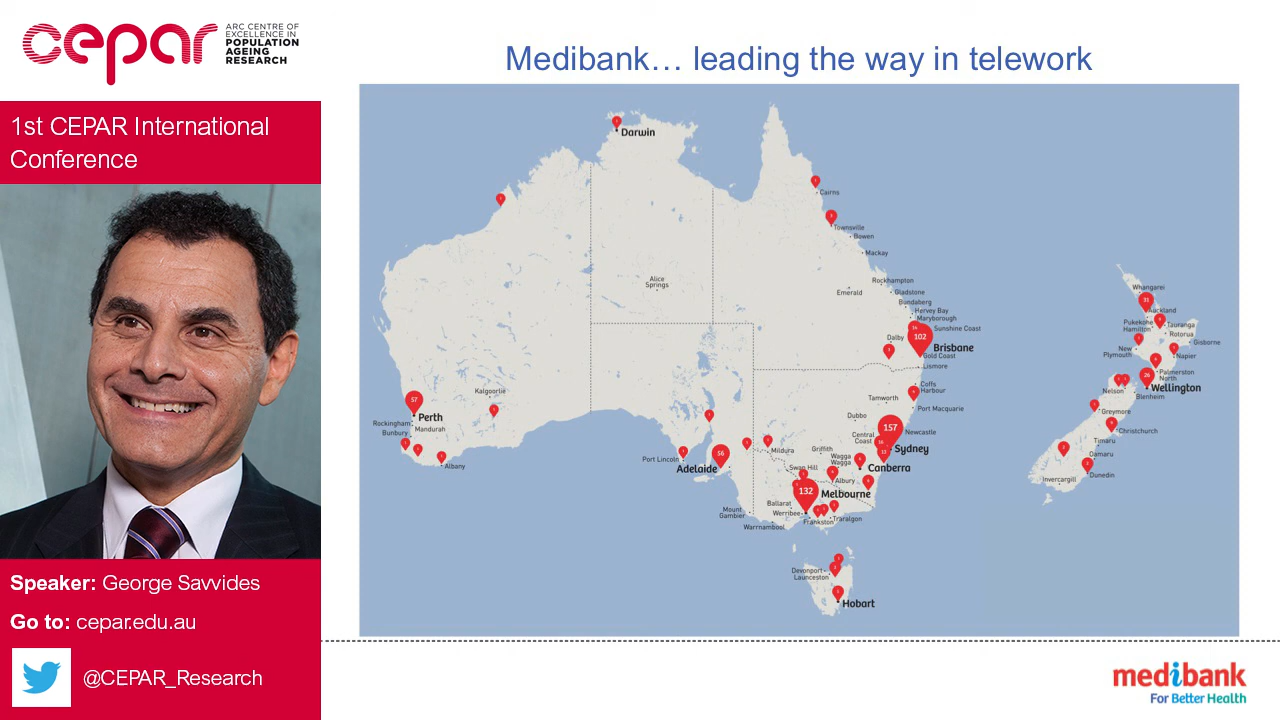 cepar
ARC CENTRE OF
EXCELLENCE IN
POPULATION
AGEING
RESEARCH
1st CEPAR International
Conference
Speaker: George Savvides
Go to: cepar.edu.au
@CEPAR_Research
Medibank… leading the way in telework
Darwin
Cairns
Townsville
Bowen
Mackay
Alice
Springs
Rockhampton
Emerald
Gladstone
Bundaberg
Hervey Bay
Maryborough
Sunshine Coast
102
Dalby
Brisbane
Gold Coast
Lismore
Coffs
Harbour
Tamworth
Port Macquarie
Dubbo
157
Newcastle
Central
Coast
Sydney
Griffith
Wagga
Wagga
Canberra
Mildura
Swan Hill
Albury
132
Melbourne
Ballarat
Werribee
Frankston
Traralgon
Mount
Gambier
Warrnambool
Port Lincoln
56
Adelaide
57
Perth
Kalgoorlie
Rockingham
Mandurah
Bunbury
Albany
Devonport
Launceston
Hobart
Whangarei
31
Auckland
Pukekohe
Hamilton
Tauranga
Rotorua
Gisborne
New
Plymouth
Napier
Palmerston
North
26
Wellington
Nelson
Blenheim
Greymore
Christchurch
Timaru
Oamaru
Dunedin
Invercargill
medibank
For Better Health